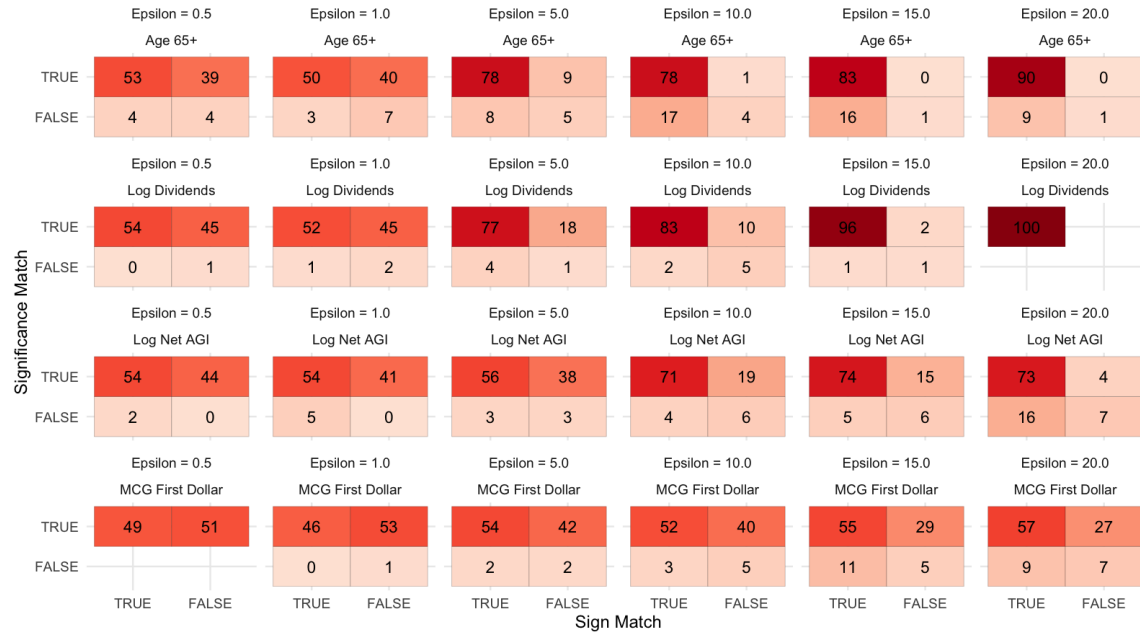 Epsilon = 0.5 Epsilon = 1.0 Epsilon = 5.0 Epsilon = 10.0 Epsilon = 15.0 Epsilon = 20.0
Age 65+ Age 65+ Age 65+ Age 65+ Age 65+ Age 65+
TRUE 53 39 50 40 78 9 78 1 83 0 90 0
FALSE 4 4 3 7 8 5 17 4 16 1 9 1
Epsilon = 0.5 Epsilon = 1.0 Epsilon = 5.0 Epsilon = 10.0 Epsilon = 15.0 Epsilon = 20.0
Log Dividends Log Dividends Log Dividends Log Dividends Log Dividends Log Dividends
TRUE 54 45 52 45 77 18 83 10 96 2 100
FALSE 0 1 1 2 4 1 2 5 1 1
Significance Match
Epsilon = 0.5 Epsilon = 1.0 Epsilon = 5.0 Epsilon = 10.0 Epsilon = 15.0 Epsilon = 20.0
Log Net AGI Log Net AGI Log Net AGI Log Net AGI Log Net AGI Log Net AGI
TRUE 54 44 54 41 56 38 71 19 74 15 73 4
FALSE 2 0 5 0 3 3 4 6 5 6 16 7
Epsilon = 0.5 Epsilon = 1.0 Epsilon = 5.0 Epsilon = 10.0 Epsilon = 15.0 Epsilon = 20.0
MCG First Dollar MCG First Dollar MCG First Dollar MCG First Dollar MCG First Dollar MCG First Dollar
TRUE 49 51 46 53 54 42 52 40 55 29 57 27
FALSE 0 1 2 2 3 5 11 5 9 7
TRUE FALSE TRUE FALSE TRUE FALSE TRUE FALSE TRUE FALSE TRUE FALSE
Sign Match